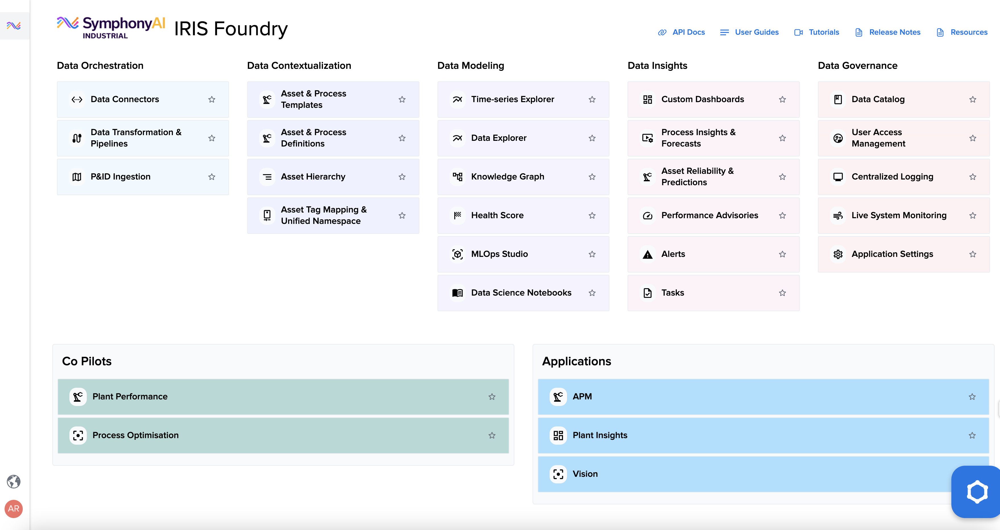 SymphonyAI
INDUSTRIAL
IRIS Foundry
API Docs
User Guides
Tutorials
Release Notes
Resources
Data Orchestration
Data Connectors
Data Transformation &
Pipelines
P&ID Ingestion
Data Contextualization
Asset & Process
Templates
Asset & Process
Definitions
Asset Hierarchy
Asset Tag Mapping &
Unified Namespace
Data Modeling
Time-series Explorer
Data Explorer
Knowledge Graph
Health Score
MLOps Studio
Data Science Notebooks
Data Insights
Custom Dashboards
Process Insights &
Forecasts
Asset Reliability &
Predictions
Performance Advisories
Alerts
Tasks
Data Governance
Data Catalog
User Access
Management
Centralized Logging
Live System Monitoring
Application Settings
Co Pilots
Plant Performance
Process Optimisation
Applications
APM
Plant Insights
Vision
AR